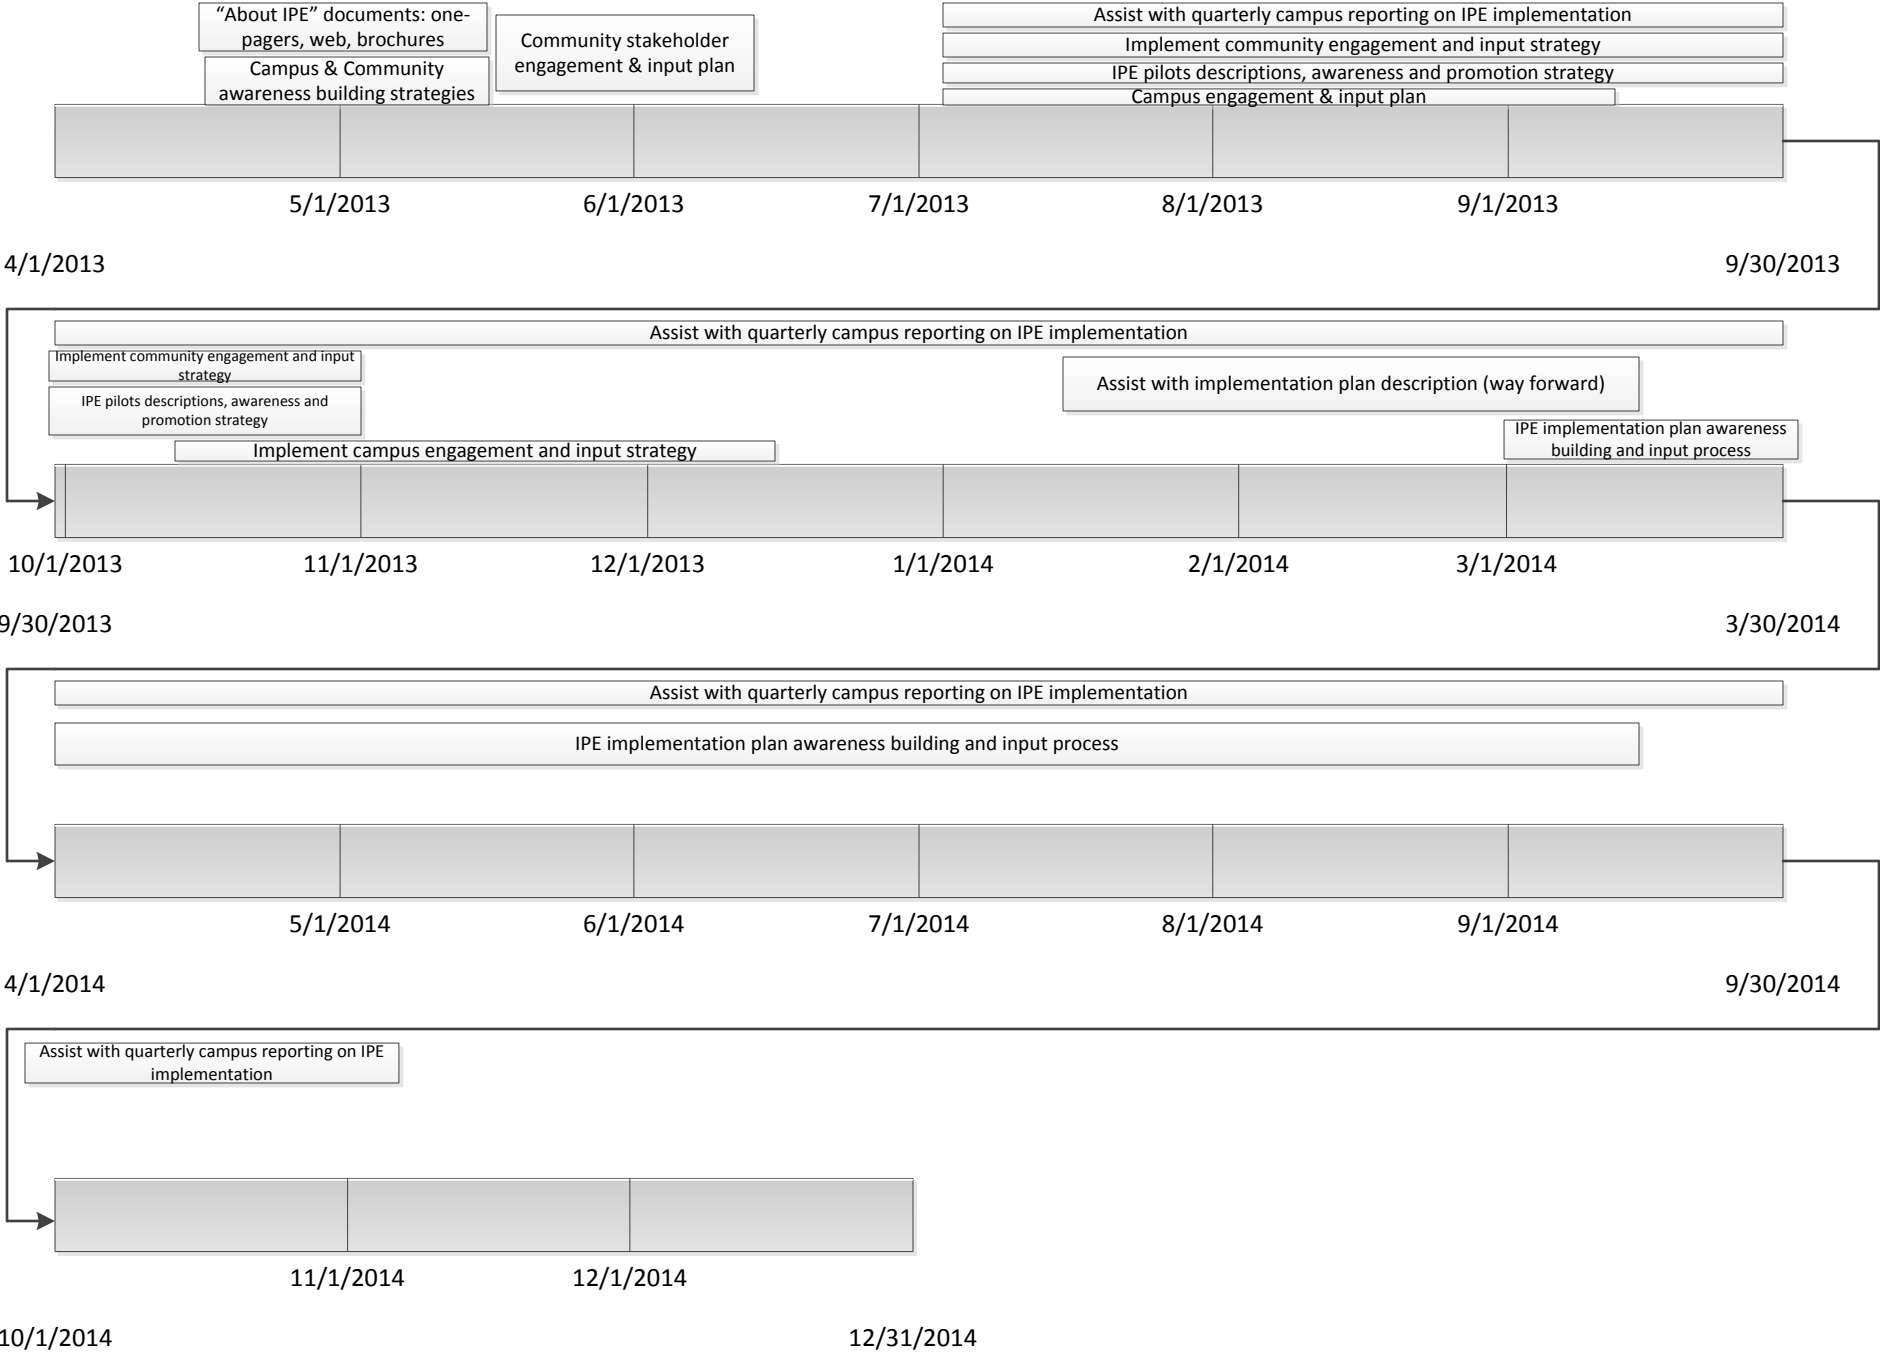 “About IPE” documents: one-
pagers, web, brochures
Campus & Community
awareness building strategies
Community stakeholder
engagement & input plan
Assist with quarterly campus reporting on IPE implementation
Implement community engagement and input strategy
IPE pilots descriptions, awareness and promotion strategy
Campus engagement & input plan
5/1/2013
6/1/2013
7/1/2013
8/1/2013
9/1/2013
4/1/2013
9/30/2013
Assist with quarterly campus reporting on IPE implementation
Implement community engagement and input
strategy
IPE pilots descriptions, awareness and
promotion strategy
Implement campus engagement and input strategy
Assist with implementation plan description (way forward)
IPE implementation plan awareness
building and input process
10/1/2013
11/1/2013
12/1/2013
1/1/2014
2/1/2014
3/1/2014
9/30/2013
3/30/2014
Assist with quarterly campus reporting on IPE implementation
IPE implementation plan awareness building and input process
5/1/2014
6/1/2014
7/1/2014
8/1/2014
9/1/2014
4/1/2014
9/30/2014
Assist with quarterly campus reporting on IPE
implementation
11/1/2014
12/1/2014
10/1/2014
12/31/2014